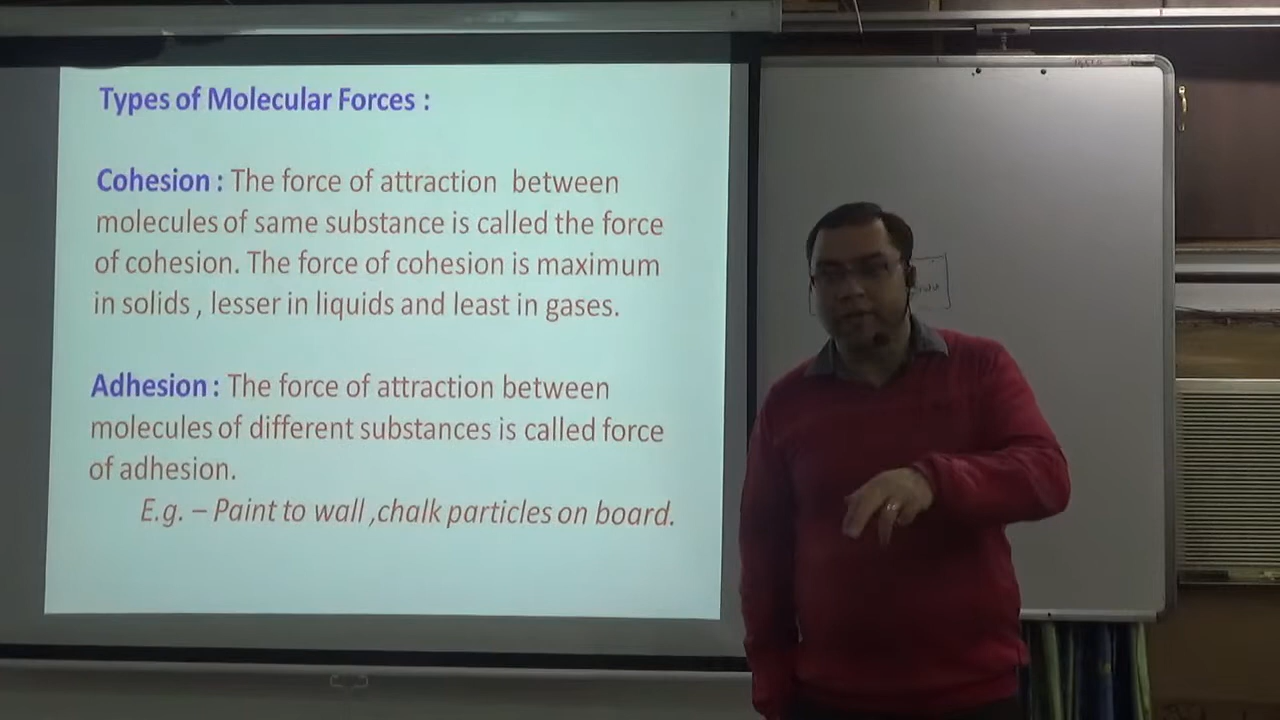 Types of Molecular Forces :
Cohesion : The force of attraction between
molecules of same substance is called the force
of cohesion. The force of cohesion is maximum
in solids , lesser in liquids and least in gases.
Adhesion : The force of attraction between
molecules of different substances is called force
of adhesion.
E.g. – Paint to wall ,chalk particles on board.